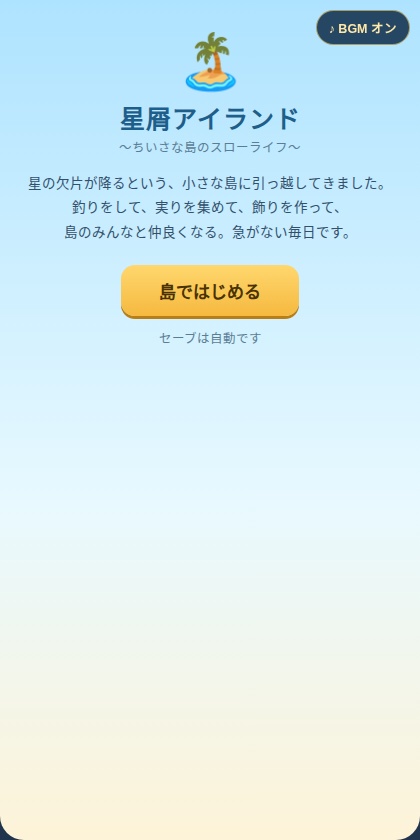 ♪ BGM オン
星屑アイランド
〜ちいさな島のスローライフ〜
星の欠片が降るという、小さな島に引っ越してきました。
釣りをして、実りを集めて、飾りを作って、
島のみんなと仲良くなる。急がない毎日です。
島ではじめる
セーブは自動です